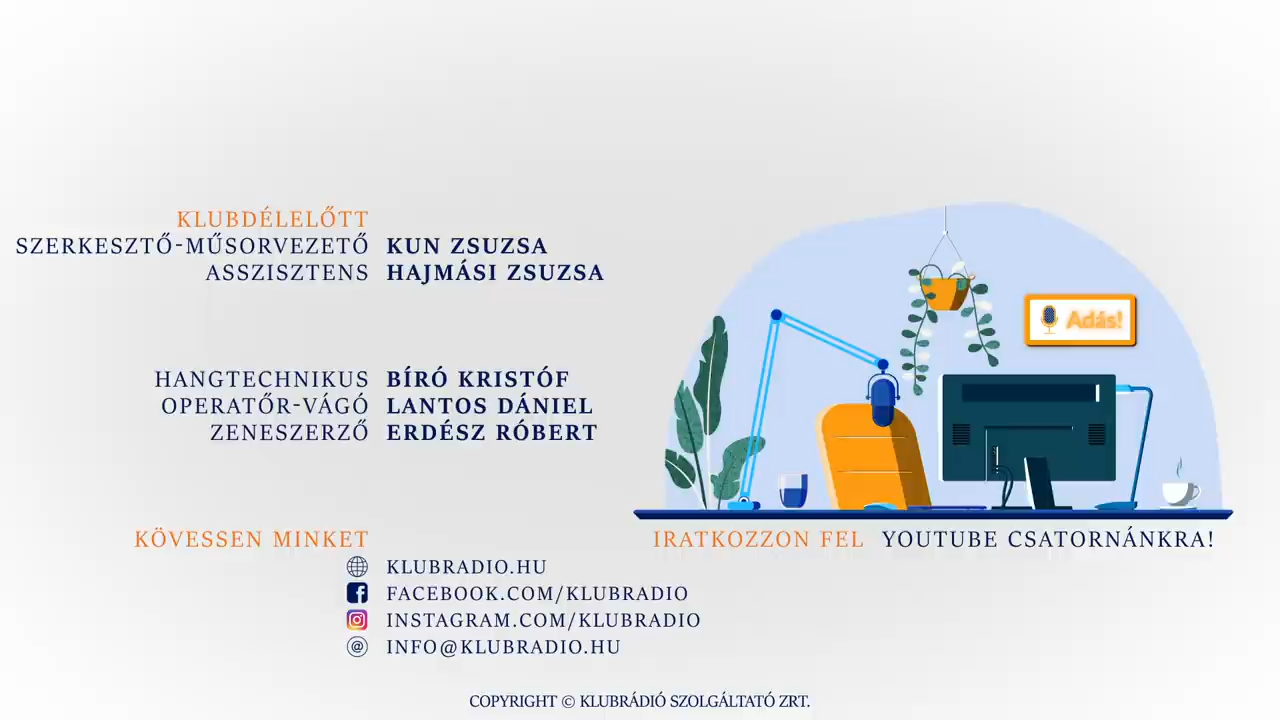 KLUBDÉLELŐTT
SZERKESZTŐ-MŰSORVEZETŐ KUN ZSUZSA
ASSZISZTENS HAJMÁSI ZSUZSA
Adás!
HANGTECHNIKUS BÍRÓ KRISTÓF
OPERATŐR-VÁGÓ LANTOS DÁNIEL
ZENESZERZŐ ERDÉSZ RÓBERT
KÖVESSEN MINKET
KLUBRADIO.HU
FACEBOOK.COM/KLUBRADIO
INSTAGRAM.COM/KLUBRADIO
INFO@KLUBRADIO.HU
IRATKOZZON FEL YOUTUBE CSATORNÁNKRA!
COPYRIGHT © KLUBRÁDIÓ SZOLGÁLTATÓ ZRT.